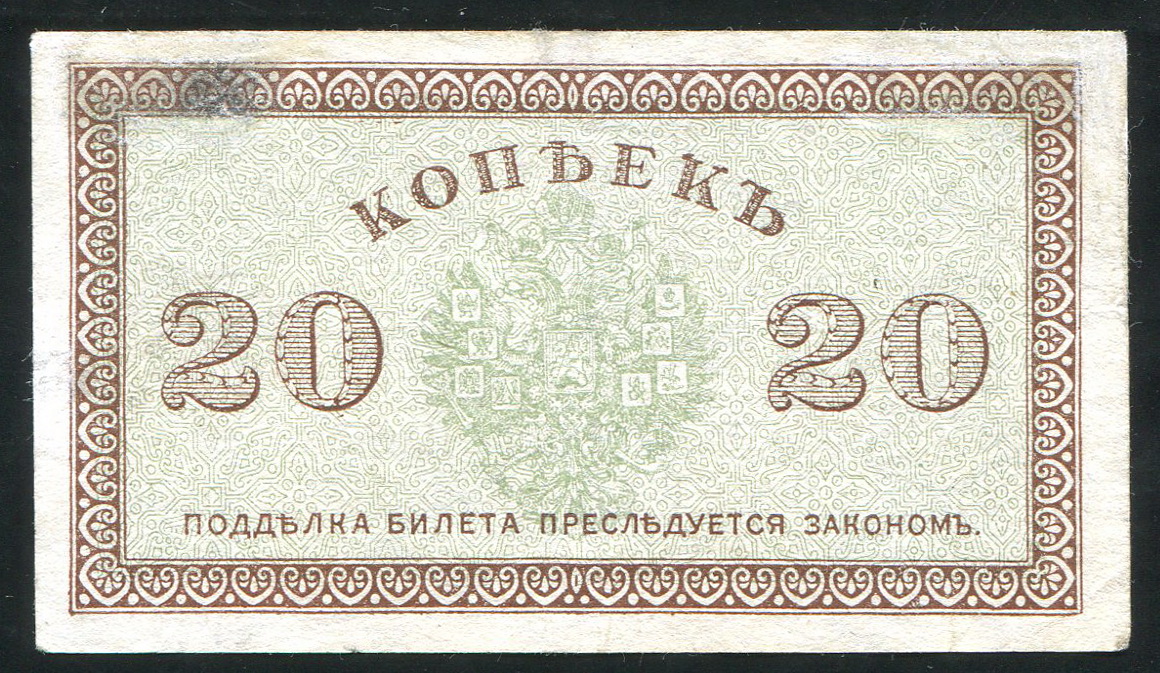 КОПѢЕКЪ
20 20
ПОДДѢЛКА БИЛЕТА ПРЕСЛѢДУЕТСЯ ЗАКОНОМЪ.